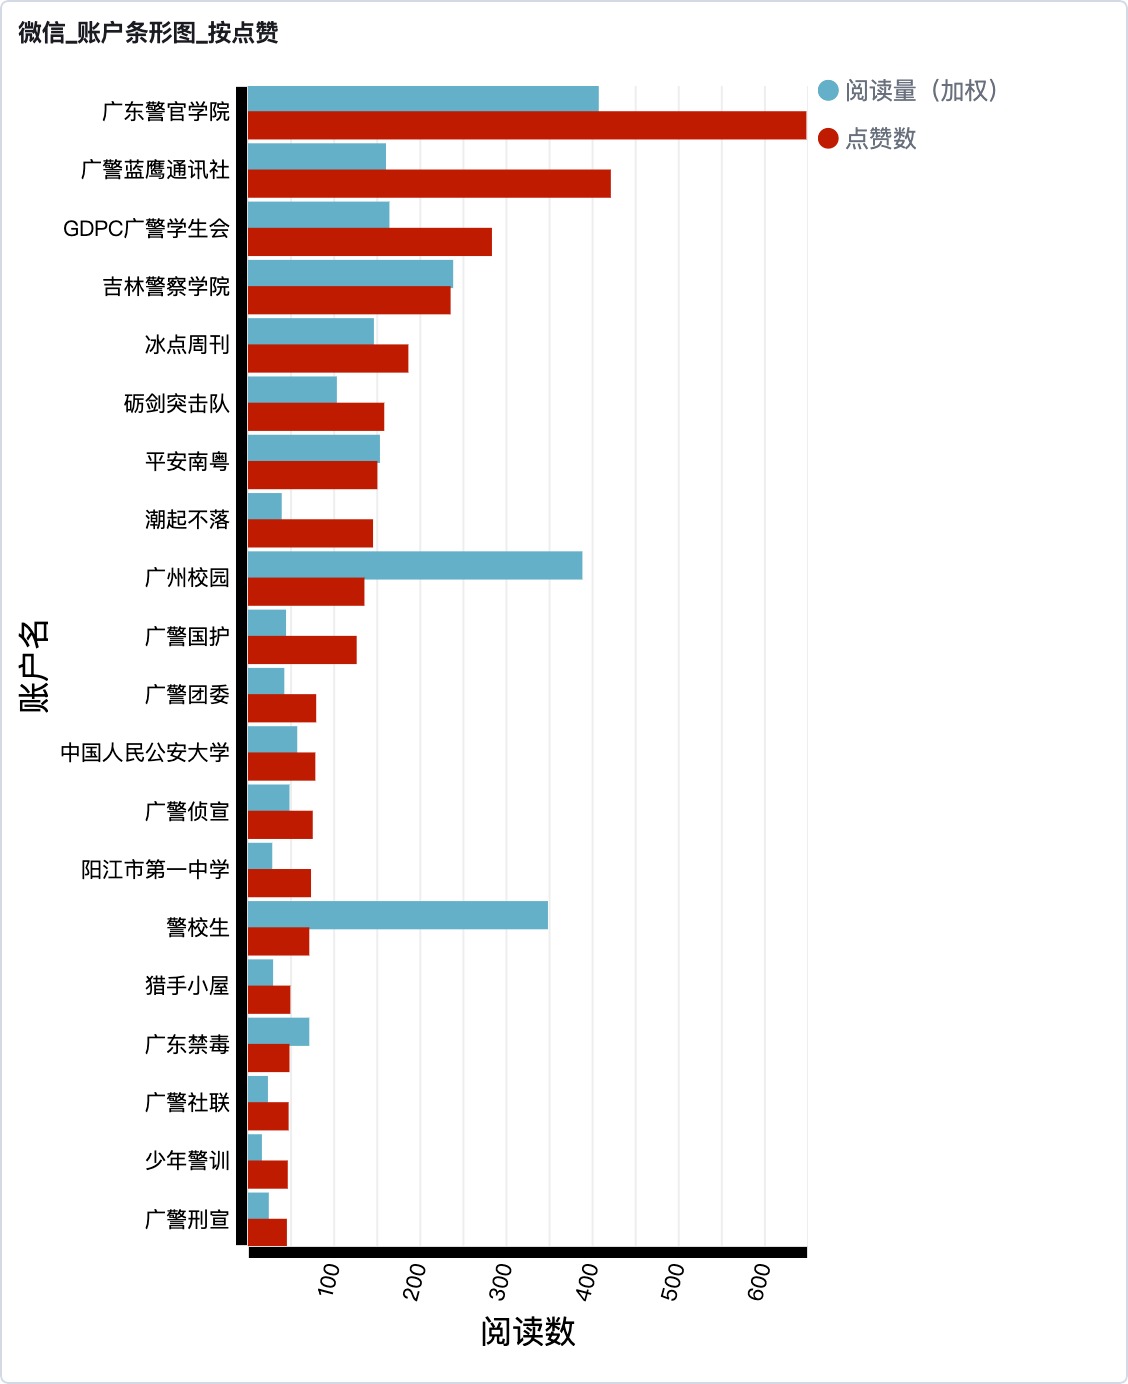 微信_账户条形图_按点赞
阅读量（加权）
点赞数
广东警官学院
广警蓝鹰通讯社
GDPC广警学生会
吉林警察学院
冰点周刊
砺剑突击队
平安南粤
潮起不落
广州校园
广警国护
广警团委
中国人民公安大学
广警侦宣
阳江市第一中学
警校生
猎手小屋
广东禁毒
广警社联
少年警训
广警刑宣
账户名
100 200 300 400 500 600
阅读数